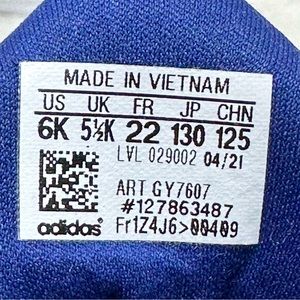 MADE IN VIETNAM
US UK FR JP CHN
6K 5½K 22 130 125
LVL 029002 04/21
ART GY7607
#127863487
adidas Fr1Z4J6>00409